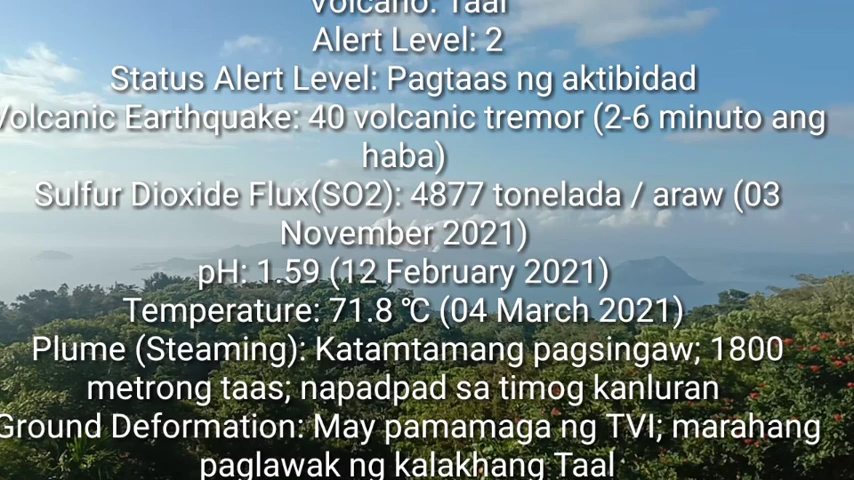 Volcano: Taal
Alert Level: 2
Status Alert Level: Pagtaas ng aktibidad
Volcanic Earthquake: 40 volcanic tremor (2-6 minuto ang
haba)
Sulfur Dioxide Flux(SO2): 4877 tonelada / araw (03
November 2021)
pH: 1.59 (12 February 2021)
Temperature: 71.8 ℃ (04 March 2021)
Plume (Steaming): Katamtamang pagsingaw; 1800
metrong taas; napadpad sa timog kanluran
Ground Deformation: May pamamaga ng TVI; marahang
paglawak ng kalakhang Taal